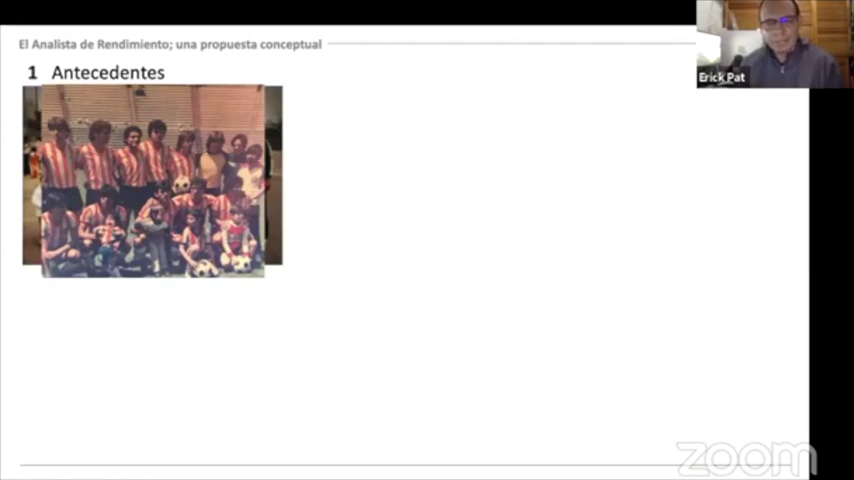 El Analista de Rendimiento; una propuesta conceptual
1 Antecedentes
Erick Pat
zoom